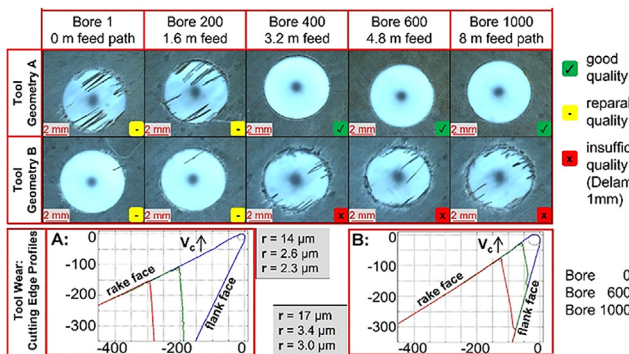 Bore 1
0 m feed path
Bore 200
1.6 m feed
Bore 400
3.2 m feed
Bore 600
4.8 m feed
Bore 1000
8 m feed path
Tool
Geometry A
2 mm
-
2 mm
-
2 mm
✓
2 mm
✓
2 mm
✓
Tool
Geometry B
2 mm
-
2 mm
-
2 mm
x
2 mm
x
2 mm
x
✓ good
quality
- reparal
quality
x insuffic
quality
(Delam
1mm)
Tool Wear:
Cutting Edge Profiles
A:
Vc
rake face
flank face
0
-100
-200
-300
-400
-200
0
r = 14 µm
r = 2.6 µm
r = 2.3 µm
r = 17 µm
r = 3.4 µm
r = 3.0 µm
B:
Vc
rake face
flank face
0
-100
-200
-300
-400
-200
0
Bore 0
Bore 600
Bore 1000